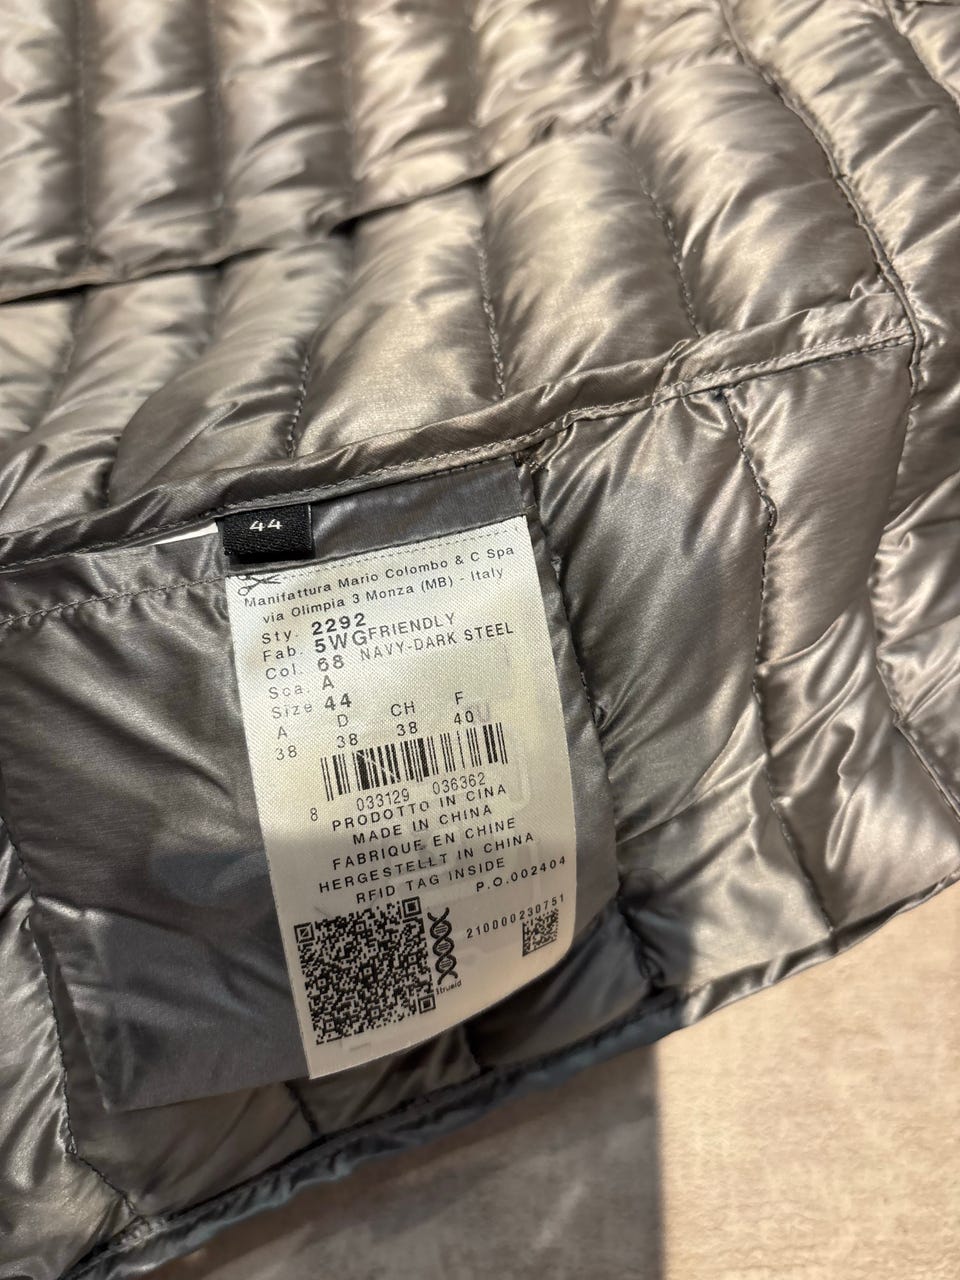 44
Manifattura Mario Colombo & C Spa
via Olimpia 3 Monza (MB) - Italy
Sty. 2292
Fab. 5WGFRIENDLY
Col. 68 NAVY-DARK STEEL
Sca. A
Size 44
A D CH F
38 38 38 40
8 033129 036362
PRODOTTO IN CINA
MADE IN CHINA
FABRIQUE EN CHINE
HERGESTELLT IN CHINA
RFID TAG INSIDE
P.O.002404
210000230751